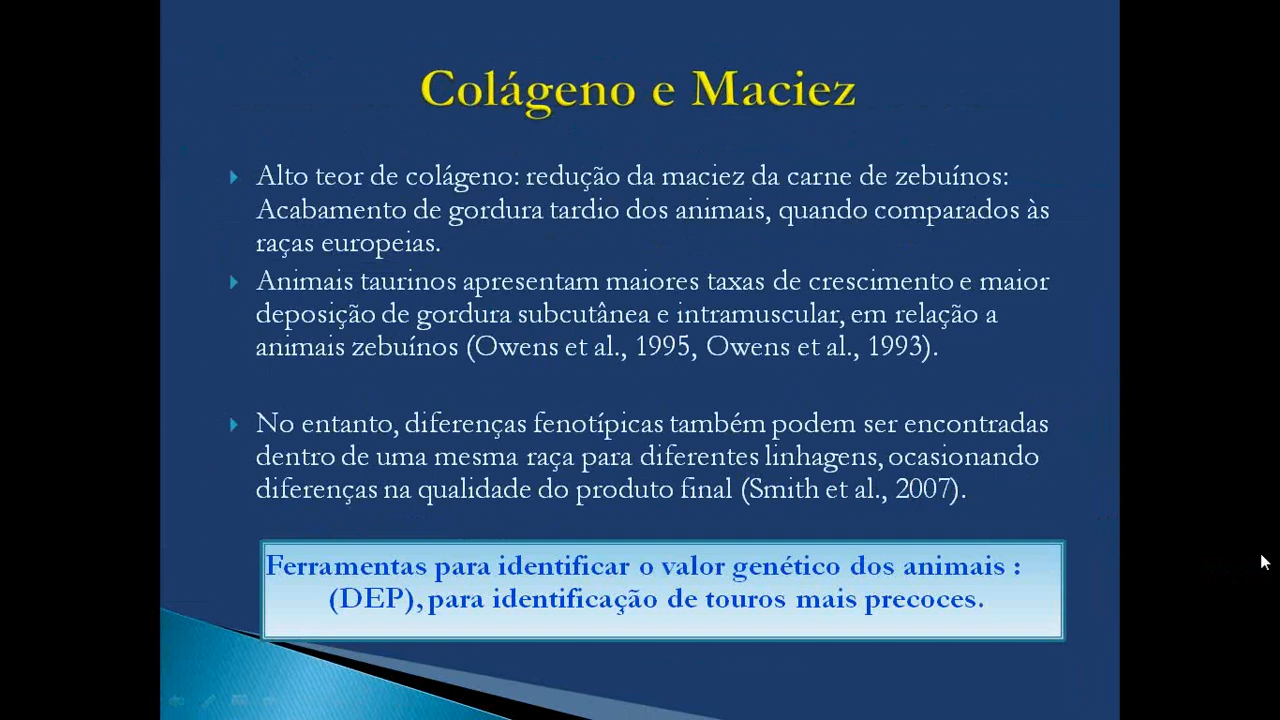 Colágeno e Maciez
Alto teor de colágeno: redução da maciez da carne de zebuínos:
Acabamento de gordura tardio dos animais, quando comparados às
raças europeias.
Animais taurinos apresentam maiores taxas de crescimento e maior
deposição de gordura subcutânea e intramuscular, em relação a
animais zebuínos (Owens et al., 1995, Owens et al., 1993).
No entanto, diferenças fenotípicas também podem ser encontradas
dentro de uma mesma raça para diferentes linhagens, ocasionando
diferenças na qualidade do produto final (Smith et al., 2007).
Ferramentas para identificar o valor genético dos animais :
(DEP), para identificação de touros mais precoces.